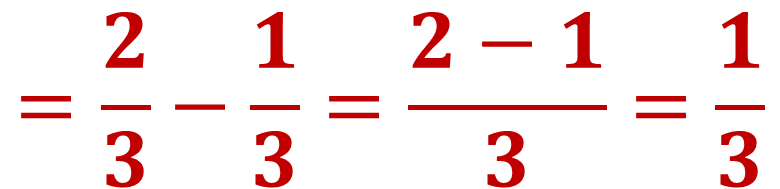 = 2/3 − 1/3 = (2 − 1)/3 = 1/3